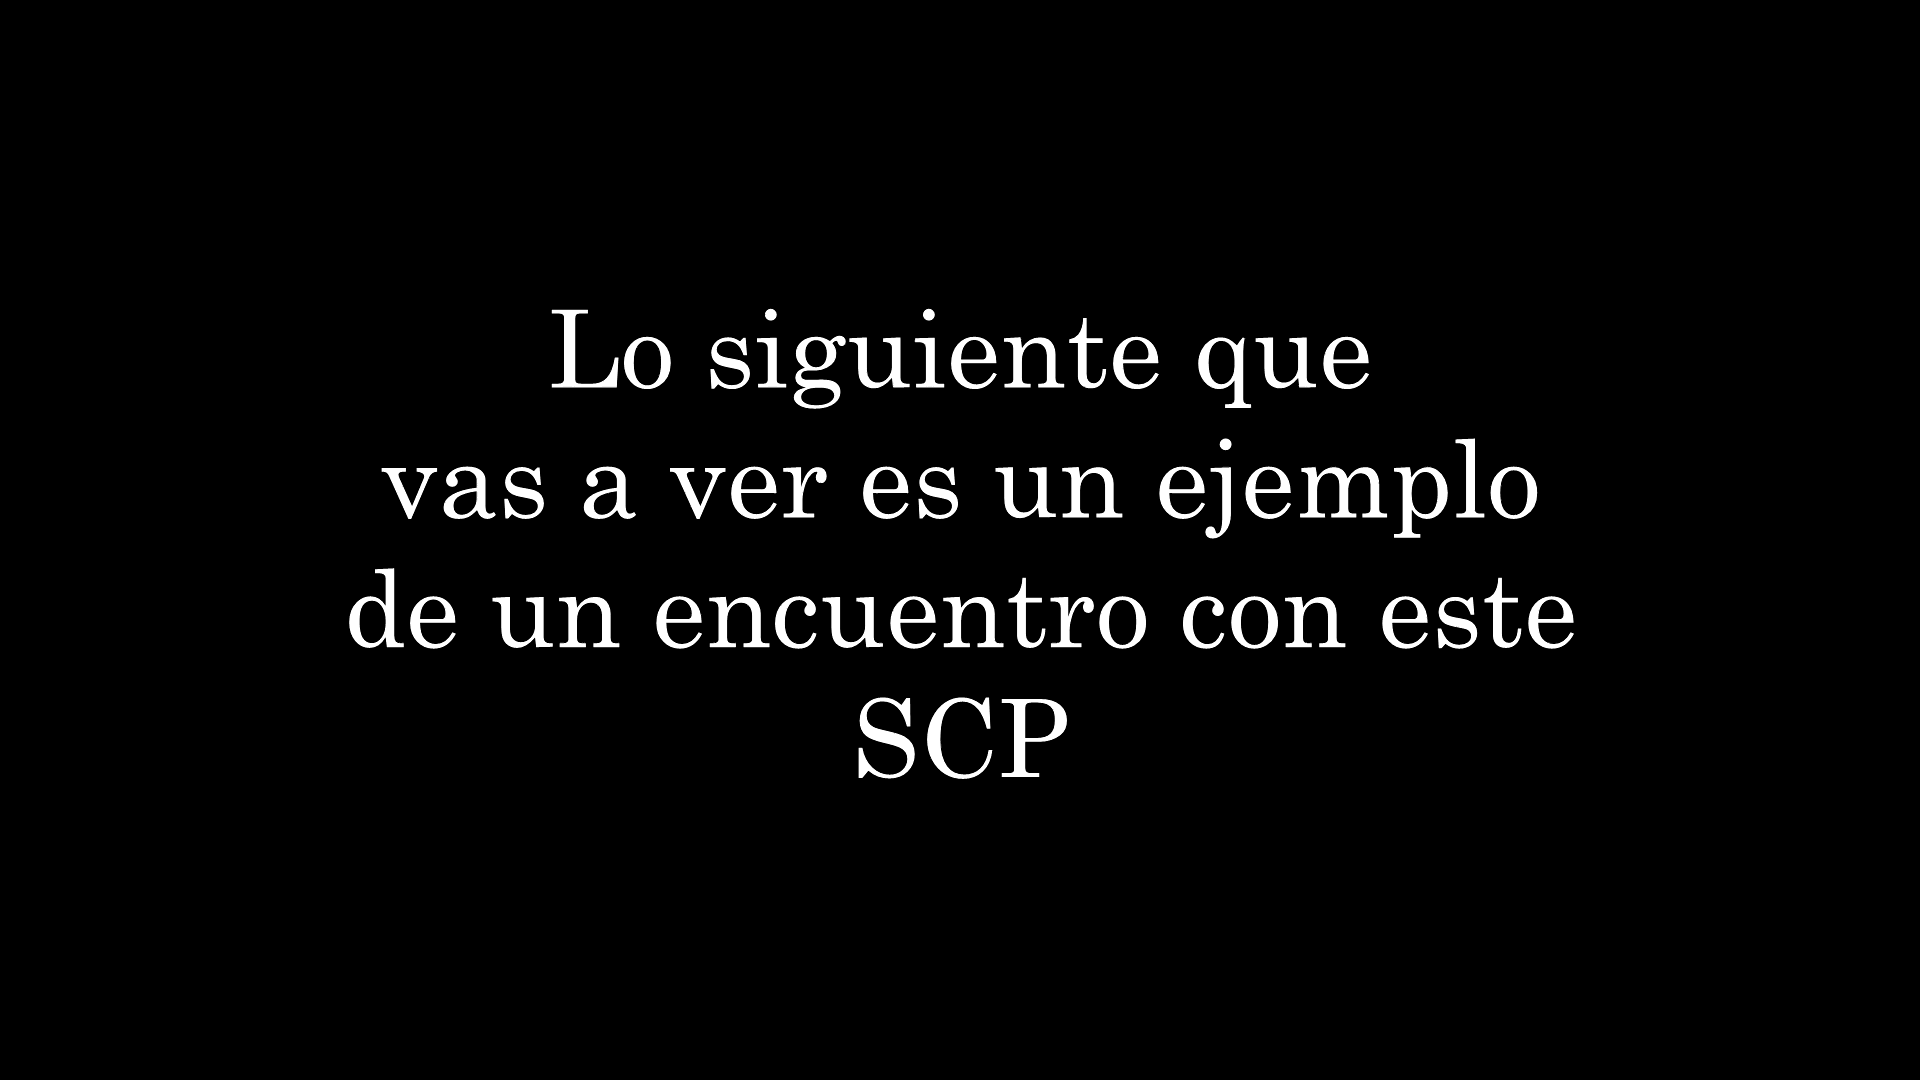 Lo siguiente que
vas a ver es un ejemplo
de un encuentro con este
SCP